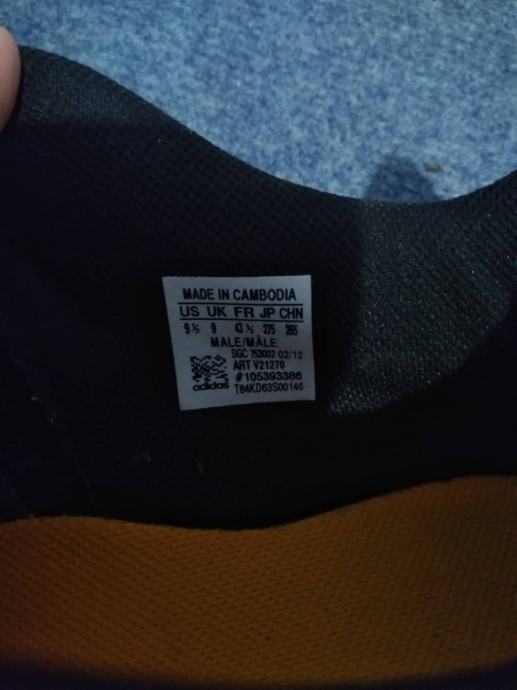 MADE IN CAMBODIA
US UK FR JP CHN
9½ 9 43⅓ 275 265
MALE/MÂLE
SGC 753002 02/12
ART V21270
#105393386
adidas T84KD63S00146